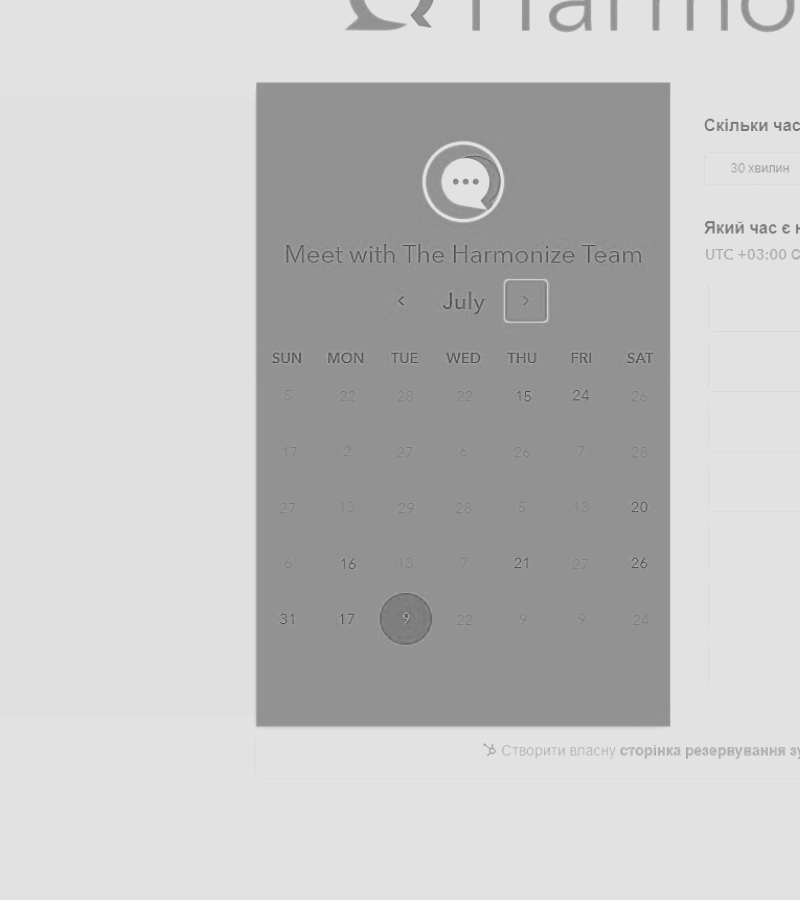 Harmo
Скільки час
30 хвилин
Який час є н
UTC +03:00 С
Meet with The Harmonize Team
July
SUN MON TUE WED THU FRI SAT
5 22 28 22 15 24 26
17 2 27 6 26 7 28
27 13 29 28 5 13 20
6 16 13 7 21 27 26
31 17 9 22 9 9 24
Створити власну сторінка резервування зу